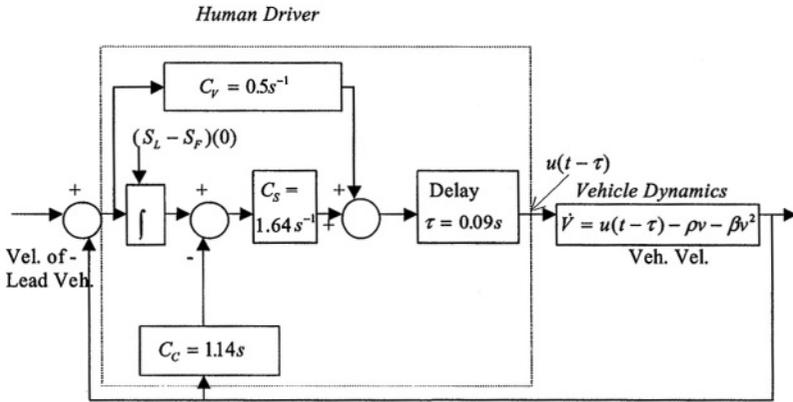 Human Driver
C_V = 0.5s⁻¹
(S_L − S_F)(0)
u(t − τ)
+
+
+
C_S =
1.64 s⁻¹
+
Delay
τ = 0.09s
Vehicle Dynamics
V̇ = u(t − τ) − ρv − βv²
∫
Vel. of -
Lead Veh.
-
Veh. Vel.
C_C = 1.14s